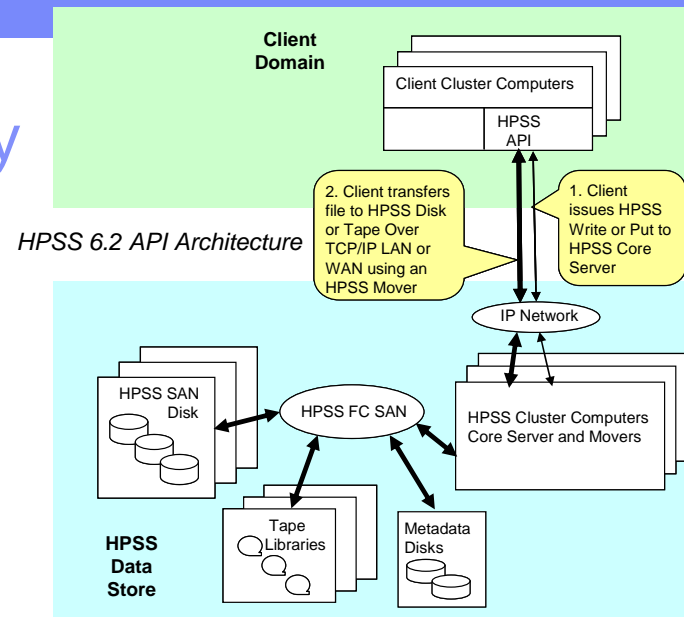 Client
Domain
Client Cluster Computers
HPSS
API
y
2. Client transfers
file to HPSS Disk
or Tape Over
TCP/IP LAN or
WAN using an
HPSS Mover
1. Client
issues HPSS
Write or Put to
HPSS Core
Server
HPSS 6.2 API Architecture
IP Network
HPSS SAN
Disk
HPSS FC SAN
HPSS Cluster Computers
Core Server and Movers
Tape
Libraries
Metadata
Disks
HPSS
Data
Store